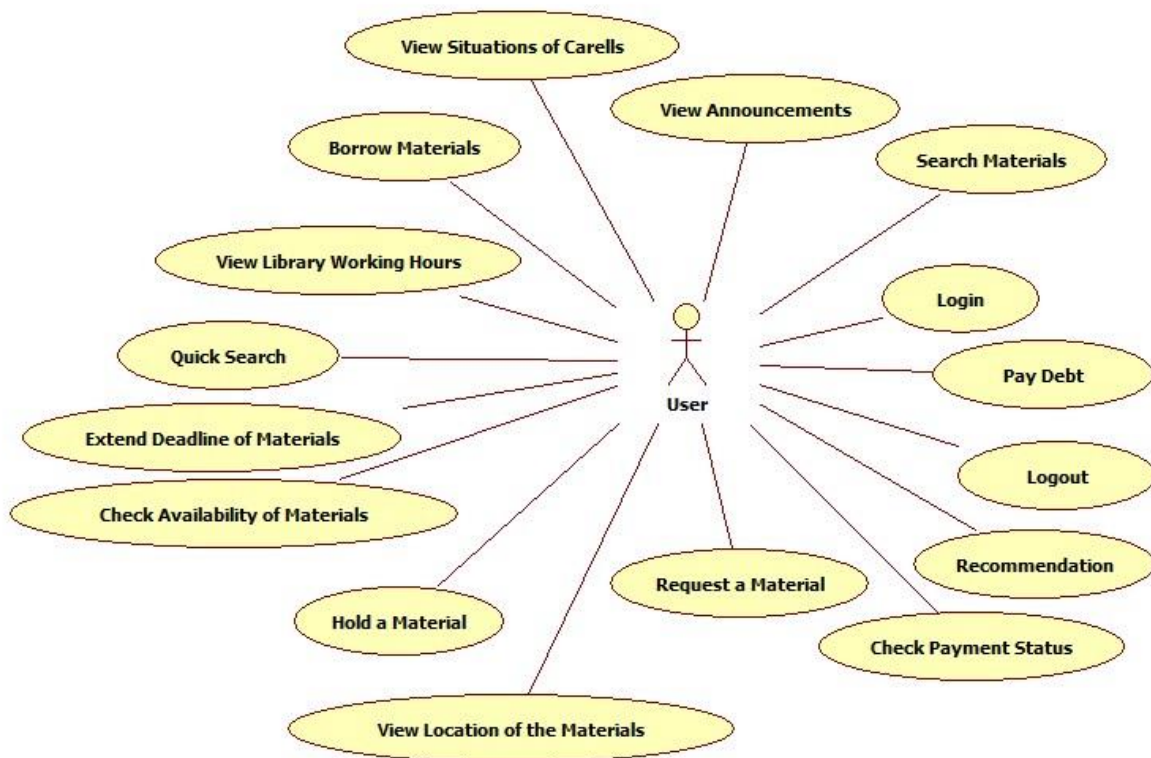 View Situations of Carells
View Announcements
Borrow Materials
Search Materials
View Library Working Hours
Login
Quick Search
Pay Debt
User
Extend Deadline of Materials
Logout
Check Availability of Materials
Recommendation
Request a Material
Hold a Material
Check Payment Status
View Location of the Materials